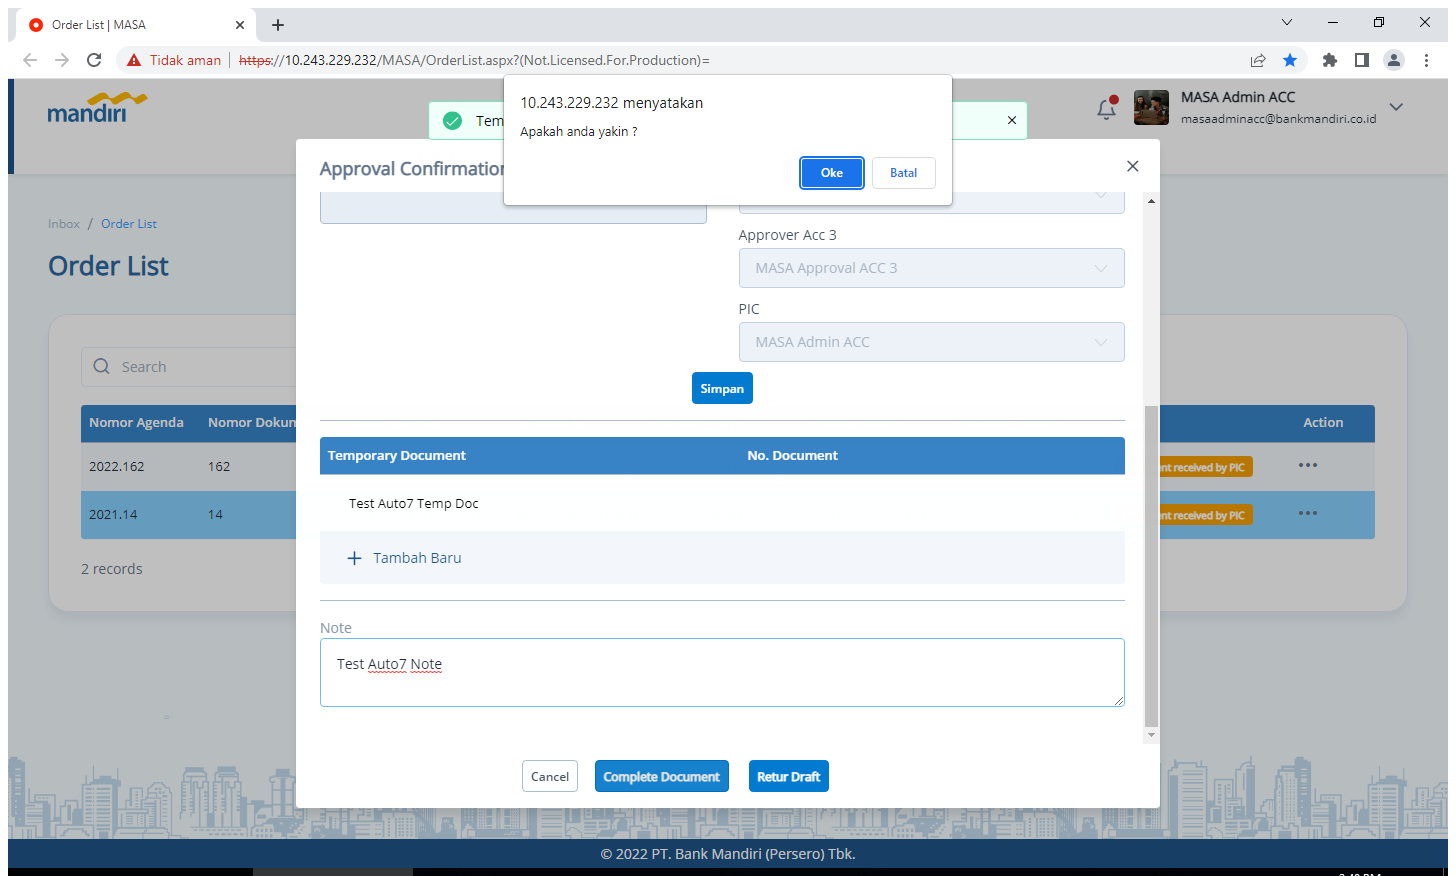 Order List | MASA
Tidak aman
https://10.243.229.232/MASA/OrderList.aspx?(Not.Licensed.For.Production)=
10.243.229.232 menyatakan
Apakah anda yakin ?
Oke
Batal
mandiri
Tem
MASA Admin ACC
masaadminacc@bankmandiri.co.id
Approval Confirmation
Inbox / Order List
Order List
Approver Acc 3
MASA Approval ACC 3
PIC
MASA Admin ACC
Simpan
Search
Nomor Agenda
Nomor Dokun
Action
2022.162
162
nt received by PIC
2021.14
14
nt received by PIC
2 records
Temporary Document
No. Document
Test Auto7 Temp Doc
Tambah Baru
Note
Test Auto7 Note
Cancel
Complete Document
Retur Draft
© 2022 PT. Bank Mandiri (Persero) Tbk.